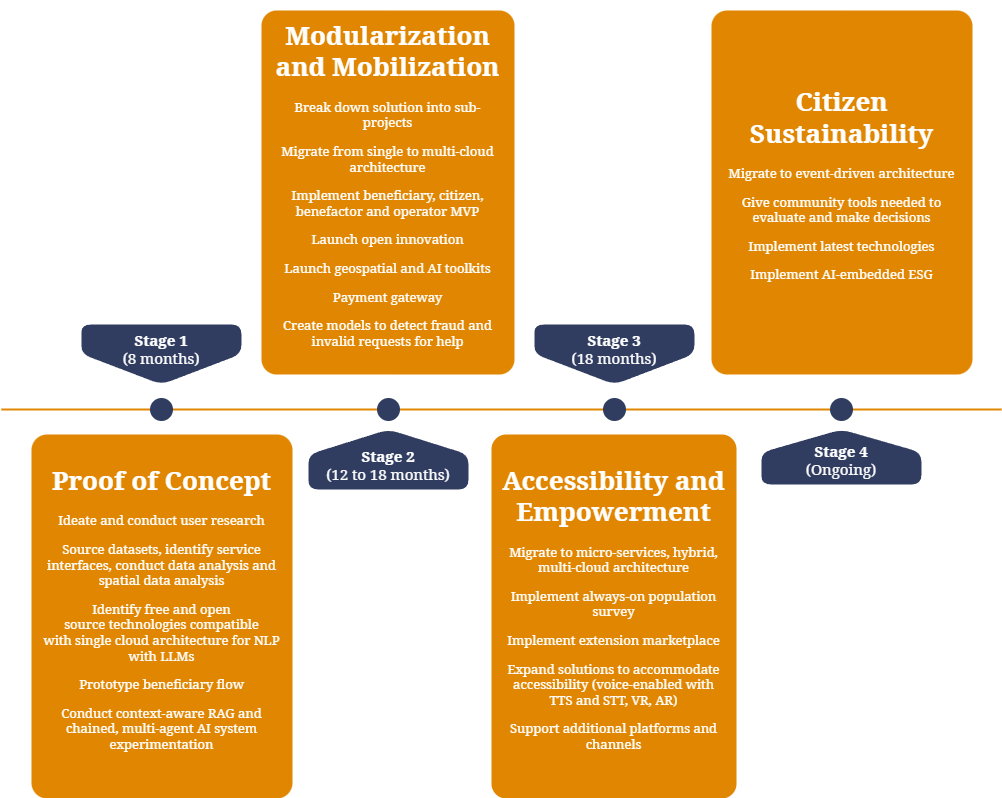 Stage 1
(8 months)
Proof of Concept
Ideate and conduct user research
Source datasets, identify service
interfaces, conduct data analysis and
spatial data analysis
Identify free and open
source technologies compatible
with single cloud architecture for NLP
with LLMs
Prototype beneficiary flow
Conduct context-aware RAG and
chained, multi-agent AI system
experimentation
Modularization
and Mobilization
Break down solution into sub-
projects
Migrate from single to multi-cloud
architecture
Implement beneficiary, citizen,
benefactor and operator MVP
Launch open innovation
Launch geospatial and AI toolkits
Payment gateway
Create models to detect fraud and
invalid requests for help
Stage 2
(12 to 18 months)
Stage 3
(18 months)
Accessibility and
Empowerment
Migrate to micro-services, hybrid,
multi-cloud architecture
Implement always-on population
survey
Implement extension marketplace
Expand solutions to accommodate
accessibility (voice-enabled with
TTS and STT, VR, AR)
Support additional platforms and
channels
Citizen
Sustainability
Migrate to event-driven architecture
Give community tools needed to
evaluate and make decisions
Implement latest technologies
Implement AI-embedded ESG
Stage 4
(Ongoing)